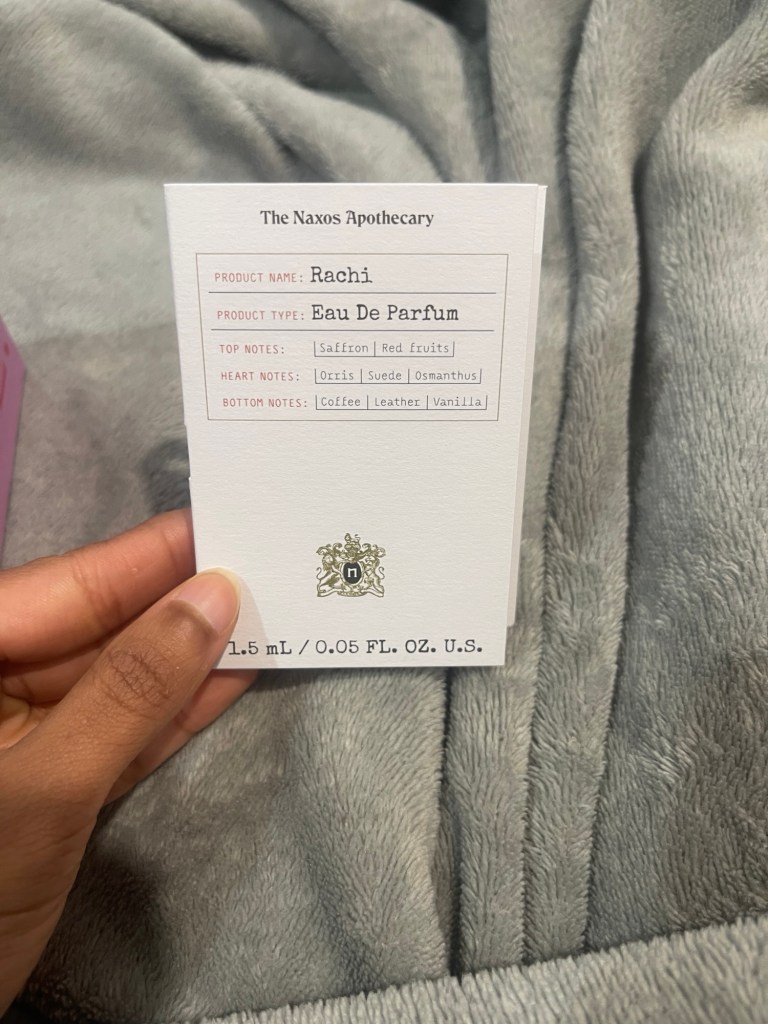 The Naxos Apothecary
PRODUCT NAME: Rachi
PRODUCT TYPE: Eau De Parfum
TOP NOTES: Saffron | Red fruits
HEART NOTES: Orris | Suede | Osmanthus
BOTTOM NOTES: Coffee | Leather | Vanilla
n
1.5 mL / 0.05 FL. OZ. U.S.